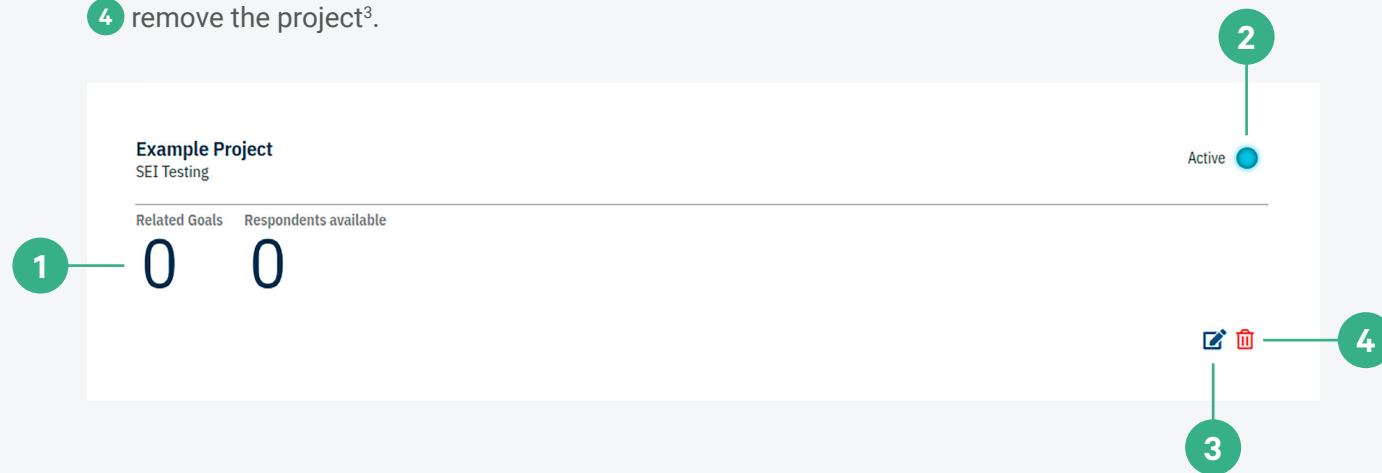 4 remove the project³.
2
Example Project
SEI Testing
Active
Related Goals Respondents available
1
0 0
4
3